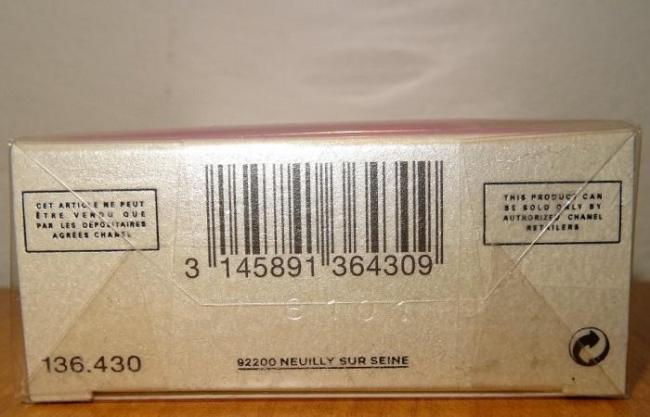 CET ARTICLE NE PEUT
ÊTRE VENDU QUE
PAR LES DÉPOSITAIRES
AGRÉÉS CHANEL
THIS PRODUCT CAN
BE SOLD ONLY BY
AUTHORIZED CHANEL
RETAILERS
3 145891 364309
136.430
92200 NEUILLY SUR SEINE